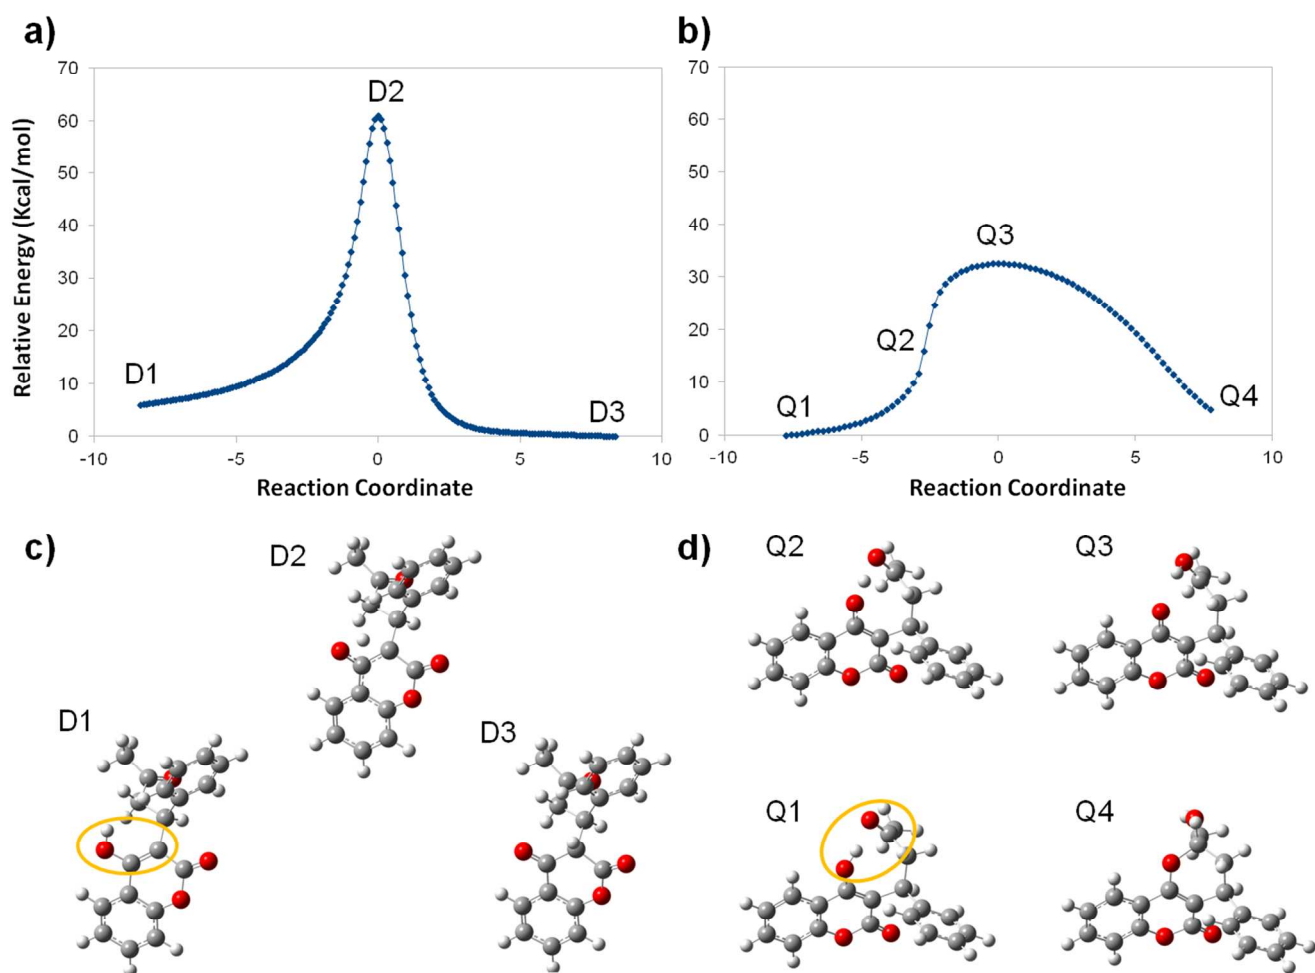 a)
b)
70
60
50
40
30
20
10
0
-10
-5
0
5
10
Relative Energy (Kcal/mol)
Reaction Coordinate
D1
D2
D3
70
60
50
40
30
20
10
0
-10
-5
0
5
10
Reaction Coordinate
Q1
Q2
Q3
Q4
c)
D2
D1
D3
d)
Q2
Q3
Q1
Q4